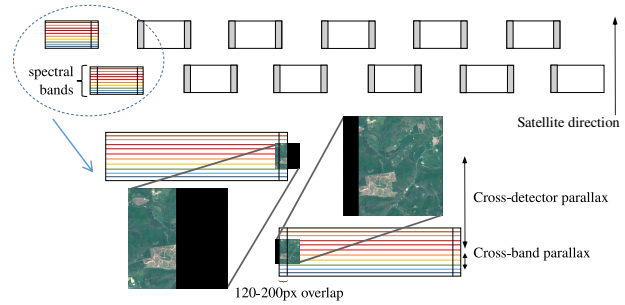 spectral
bands
Satellite direction
Cross-detector parallax
Cross-band parallax
120-200px overlap